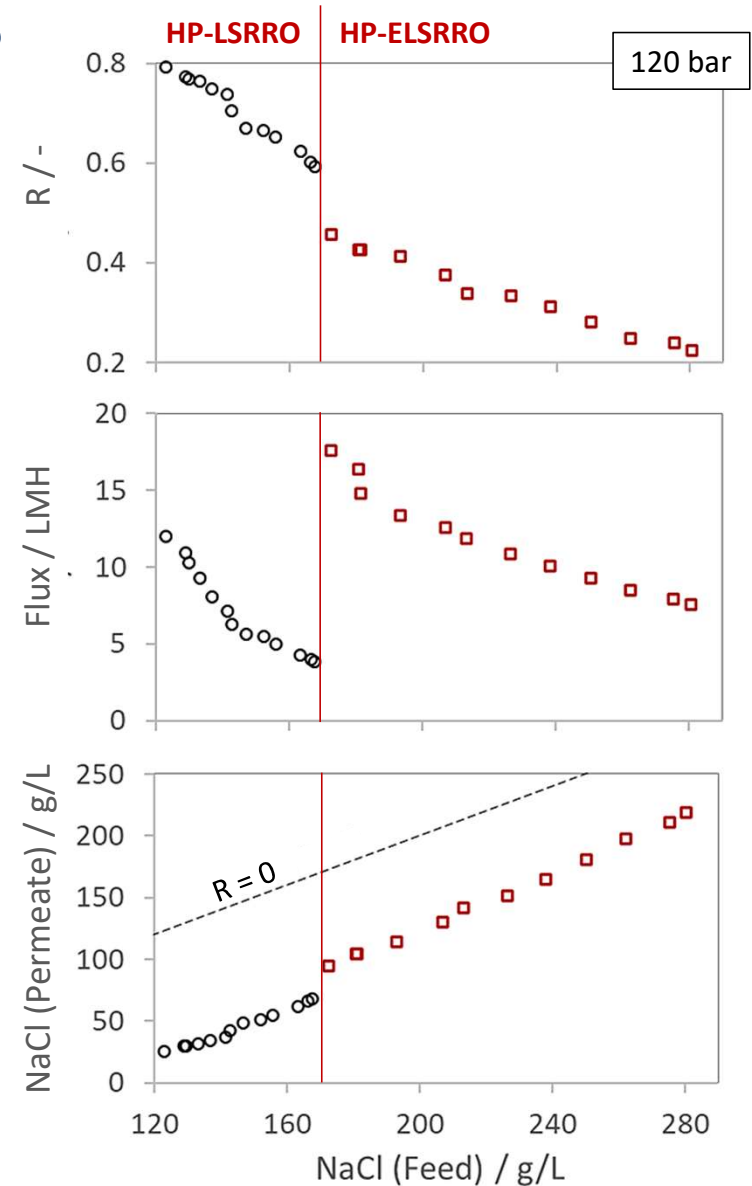 HP-LSRRO HP-ELSRRO
120 bar
R / -
0.8
0.6
0.4
0.2
Flux / LMH
20
15
10
5
0
NaCl (Permeate) / g/L
250
200
150
100
50
0
R = 0
120 160 200 240 280
NaCl (Feed) / g/L